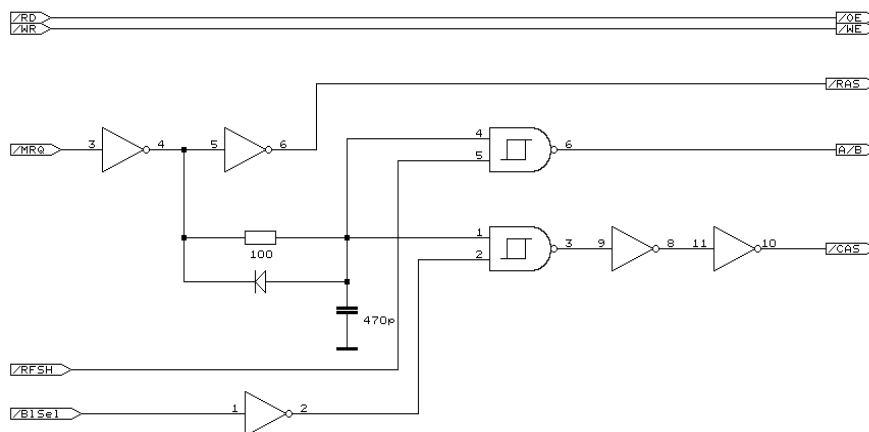 /RD /OE
/WR /WE
/RAS
4
/MRQ 3 4 5 6 5 6 A/B
1
100 2 3 9 8 11 10 /CAS
470p
/RFSH
/BlSel 1 2